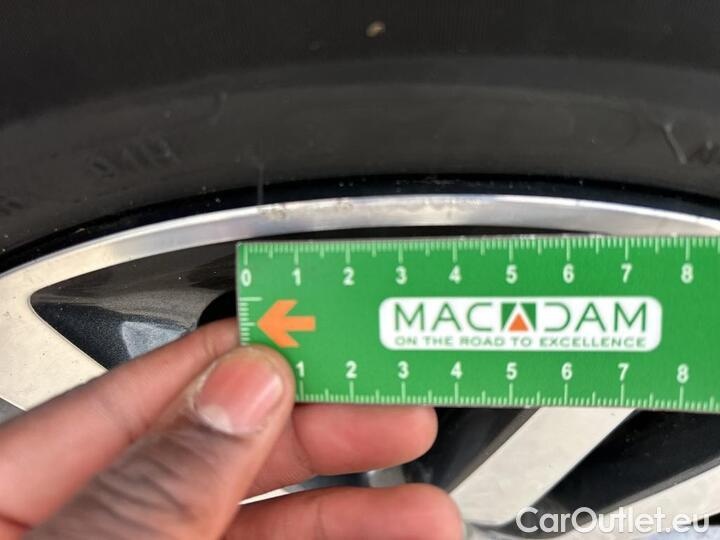 0 1 2 3 4 5 6 7 8
MACADAM
ON THE ROAD TO EXCELLENCE
1 2 3 4 5 6 7 8
CarOutlet.eu